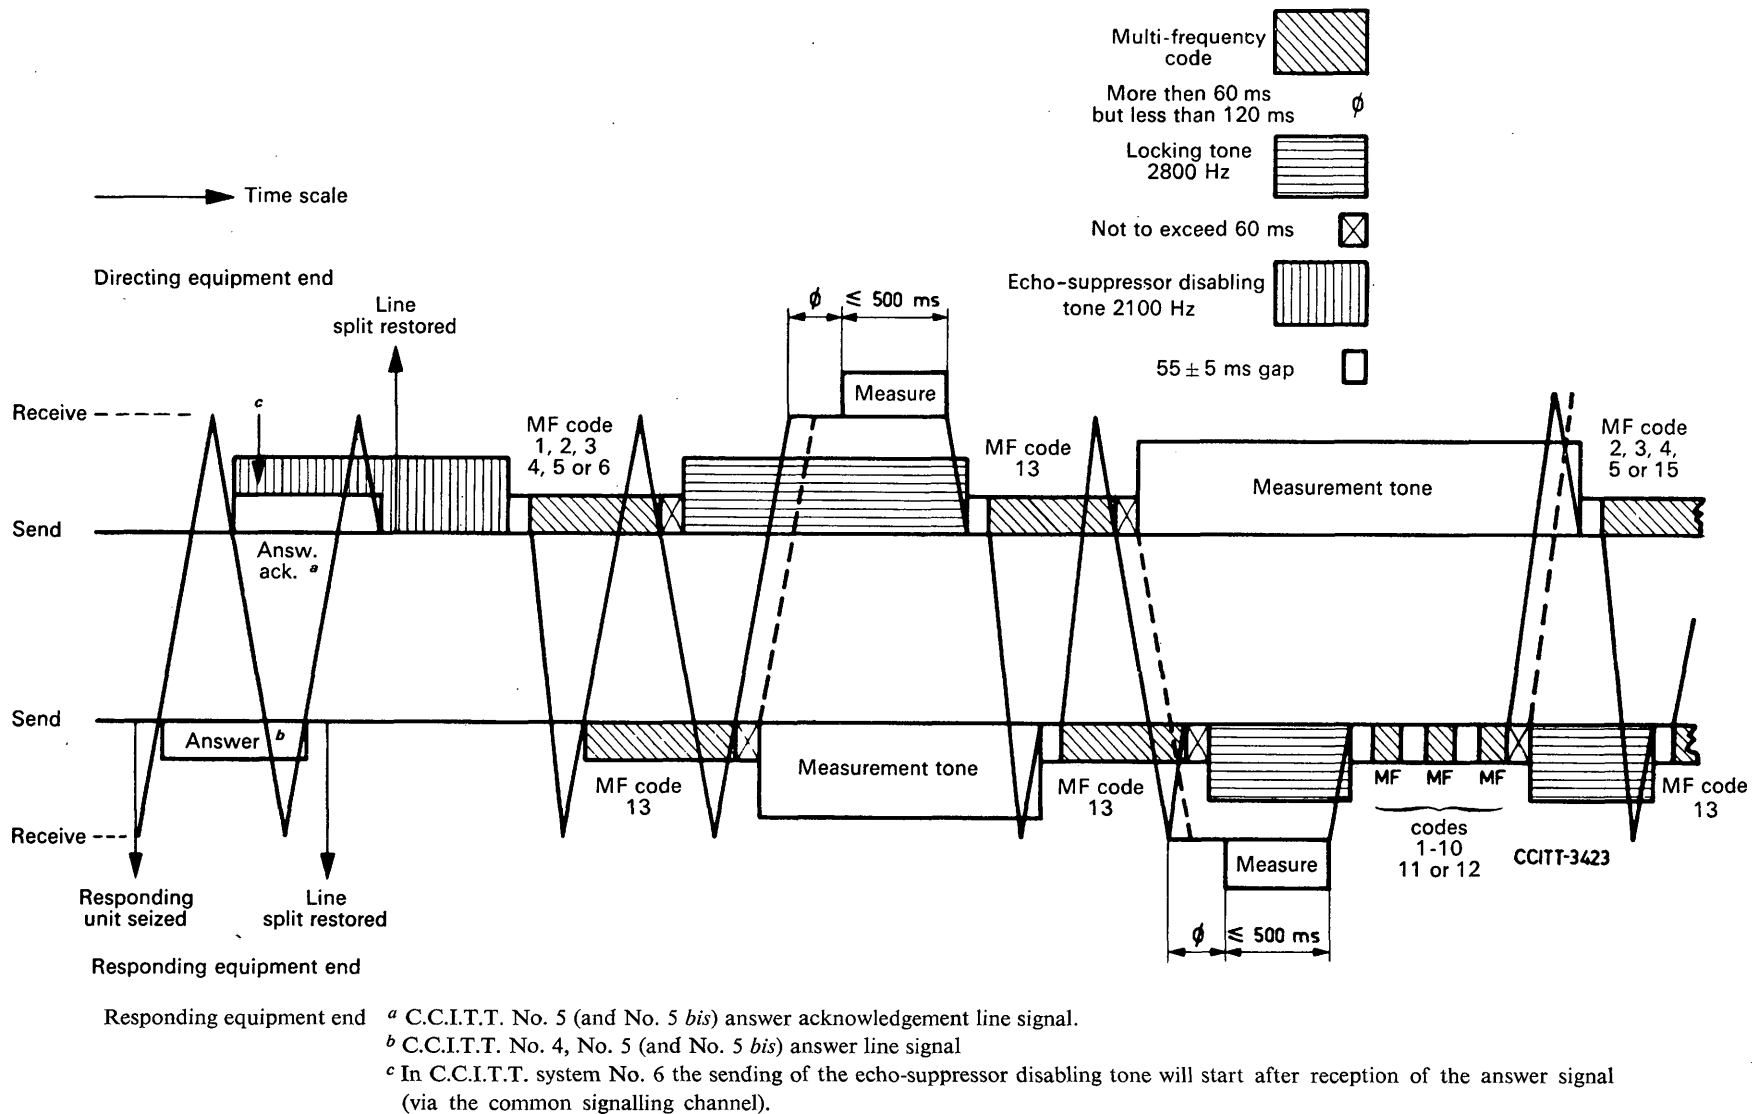 Multi-frequency
code
More then 60 ms
but less than 120 ms
ϕ
Locking tone
2800 Hz
Time scale
Not to exceed 60 ms
Directing equipment end
Echo-suppressor disabling
tone 2100 Hz
Line
split restored
ϕ ≤ 500 ms
55 ± 5 ms gap
Measure
Receive
c
MF code
1, 2, 3
4, 5 or 6
MF code
13
MF code
2, 3, 4,
5 or 15
Measurement tone
Send
Answ.
ack. a
Send
Answer b
MF code
13
Measurement tone
MF code
13
MF MF MF
MF code
13
Receive
codes
1-10
11 or 12
CCITT-3423
Measure
Responding
unit seized
Line
split restored
ϕ ≤ 500 ms
Responding equipment end
Responding equipment end a C.C.I.T.T. No. 5 (and No. 5 bis) answer acknowledgement line signal.
b C.C.I.T.T. No. 4, No. 5 (and No. 5 bis) answer line signal
c In C.C.I.T.T. system No. 6 the sending of the echo-suppressor disabling tone will start after reception of the answer signal
(via the common signalling channel).